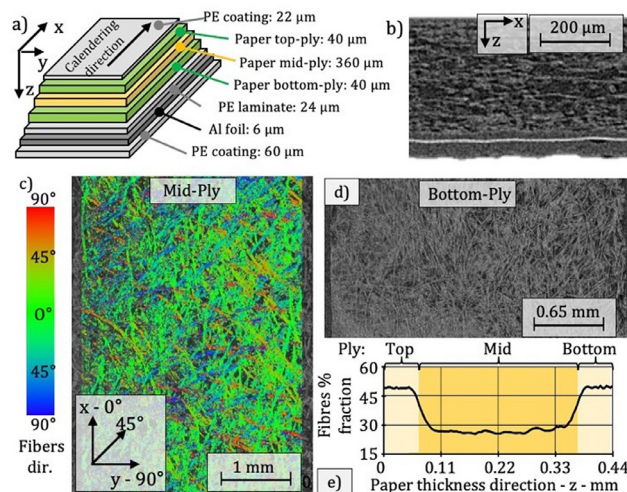 a)
x
y
z
Calendering
direction
PE coating: 22 µm
Paper top-ply: 40 µm
Paper mid-ply: 360 µm
Paper bottom-ply: 40 µm
PE laminate: 24 µm
Al foil: 6 µm
PE coating: 60 µm
b)
x
z
200 µm
c)
Mid-Ply
90°
45°
0°
45°
90°
Fibers
dir.
x - 0°
45°
y - 90°
1 mm
d)
Bottom-Ply
0.65 mm
Ply: Top Mid Bottom
Fibres %
fraction
60
45
30
15
0 0.11 0.22 0.33 0.44
e) Paper thickness direction - z - mm